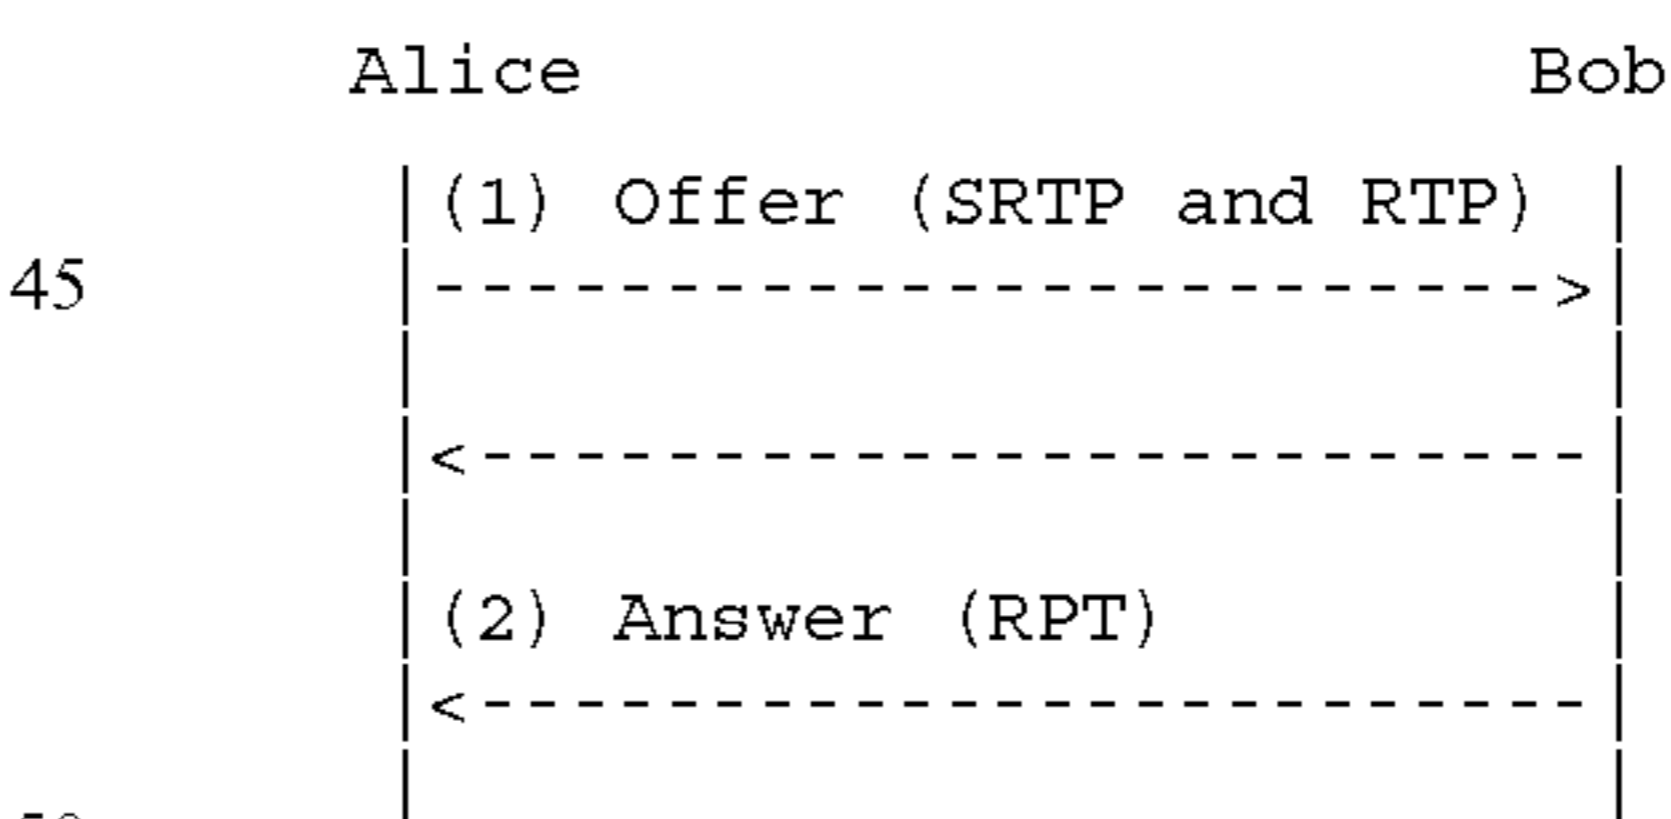 Alice Bob
|(1) Offer (SRTP and RTP) |
45 |------------------------>|
| |
|<------------------------|
| |
|(2) Answer (RPT) |
|<------------------------|
| |